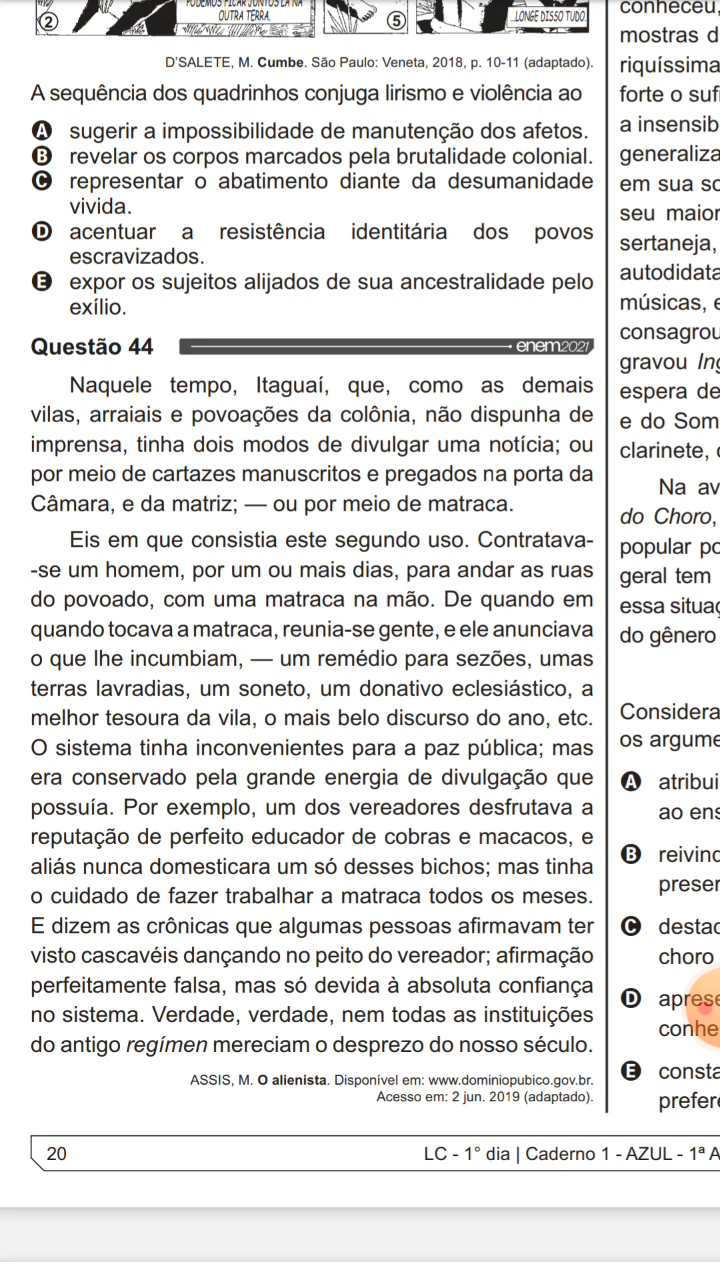 PODEMOS FICAR JUNTOS LÁ NA
OUTRA TERRA.
2
5
...LONGE DISSO TUDO.
D'SALETE, M. Cumbe. São Paulo: Veneta, 2018, p. 10-11 (adaptado).
A sequência dos quadrinhos conjuga lirismo e violência ao
A sugerir a impossibilidade de manutenção dos afetos.
B revelar os corpos marcados pela brutalidade colonial.
C representar o abatimento diante da desumanidade
vivida.
D acentuar a resistência identitária dos povos
escravizados.
E expor os sujeitos alijados de sua ancestralidade pelo
exílio.
Questão 44
enem2021
Naquele tempo, Itaguaí, que, como as demais
vilas, arraiais e povoações da colônia, não dispunha de
imprensa, tinha dois modos de divulgar uma notícia; ou
por meio de cartazes manuscritos e pregados na porta da
Câmara, e da matriz; — ou por meio de matraca.
Eis em que consistia este segundo uso. Contratava-
-se um homem, por um ou mais dias, para andar as ruas
do povoado, com uma matraca na mão. De quando em
quando tocava a matraca, reunia-se gente, e ele anunciava
o que lhe incumbiam, — um remédio para sezões, umas
terras lavradias, um soneto, um donativo eclesiástico, a
melhor tesoura da vila, o mais belo discurso do ano, etc.
O sistema tinha inconvenientes para a paz pública; mas
era conservado pela grande energia de divulgação que
possuía. Por exemplo, um dos vereadores desfrutava a
reputação de perfeito educador de cobras e macacos, e
aliás nunca domesticara um só desses bichos; mas tinha
o cuidado de fazer trabalhar a matraca todos os meses.
E dizem as crônicas que algumas pessoas afirmavam ter
visto cascavéis dançando no peito do vereador; afirmação
perfeitamente falsa, mas só devida à absoluta confiança
no sistema. Verdade, verdade, nem todas as instituições
do antigo regímen mereciam o desprezo do nosso século.
ASSIS, M. O alienista. Disponível em: www.dominiopubico.gov.br.
Acesso em: 2 jun. 2019 (adaptado).
conheceu,
mostras d
riquíssima
forte o sufi
a insensib
generaliza
em sua so
seu maior
sertaneja,
autodidata
músicas, e
consagrou
gravou Ing
espera de
e do Som
clarinete, c
Na av
do Choro,
popular po
geral tem
essa situaç
do gênero
Considera
os argume
A atribui
ao ens
B reivind
preser
C destac
choro
D aprese
conhe
E consta
prefere
20
LC - 1° dia | Caderno 1 - AZUL - 1ª A